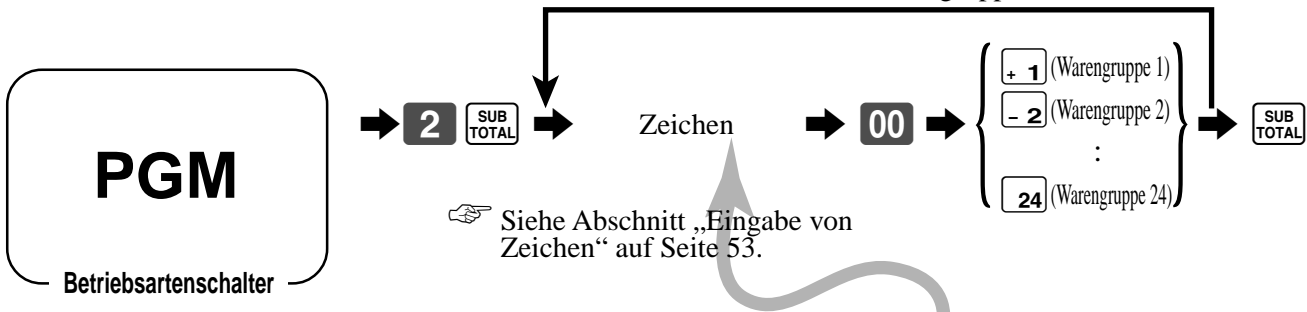 PGM
Betriebsartenschalter
2 SUB TOTAL
Zeichen
00
+ 1 (Warengruppe 1)
− 2 (Warengruppe 2)
:
24 (Warengruppe 24)
SUB TOTAL
☞ Siehe Abschnitt „Eingabe von
Zeichen“ auf Seite 53.